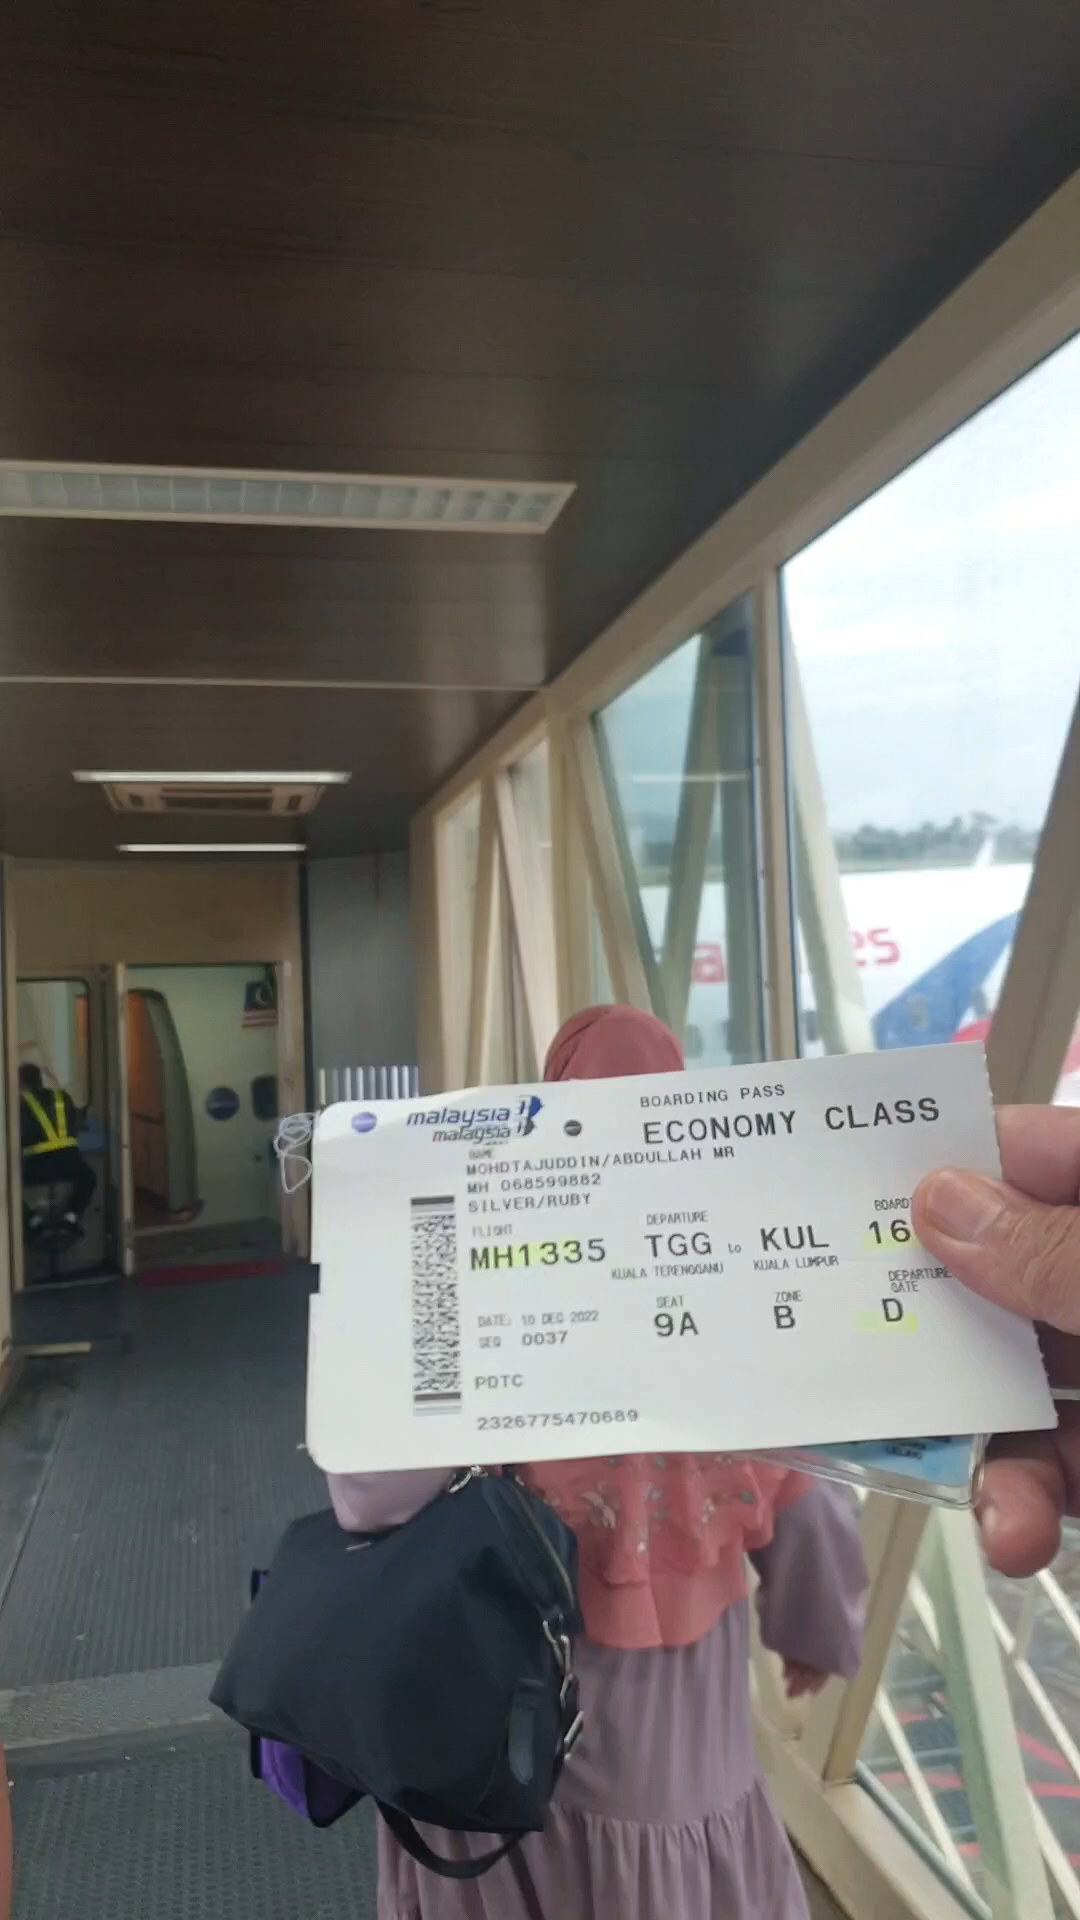 BOARDING PASS
malaysia
malaysia
ECONOMY CLASS
NAME
MOHDTAJUDDIN/ABDULLAH MR
MH 068599882
SILVER/RUBY
FLIGHT
DEPARTURE
MH1335
TGG to KUL
16
KUALA TERENGGANU
KUALA LUMPUR
DEPARTURE
GATE
DATE: 10 DEC 2022
SEAT
ZONE
SEQ 0037
9A
B
D
PDTC
2326775470689